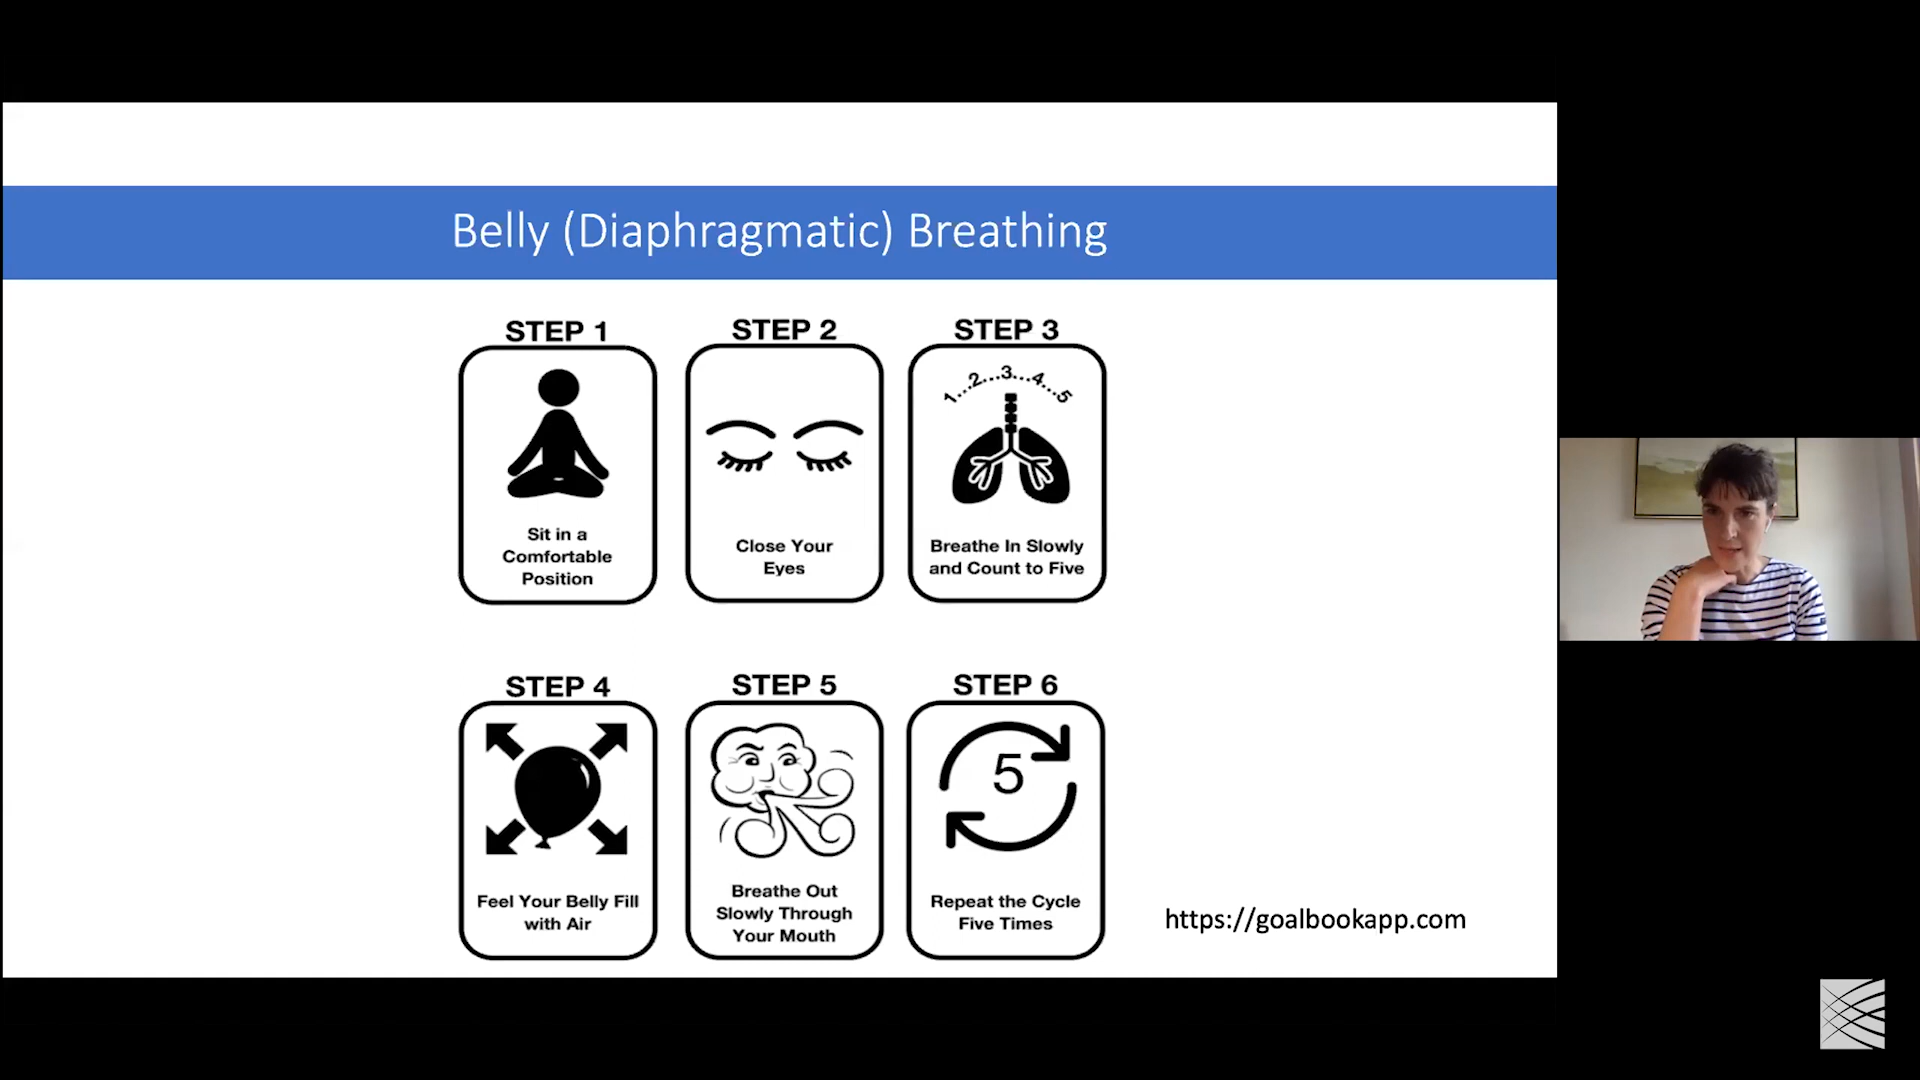 Belly (Diaphragmatic) Breathing
STEP 1
Sit in a
Comfortable
Position
STEP 2
Close Your
Eyes
STEP 3
1...2...3...4...5
Breathe In Slowly
and Count to Five
STEP 4
Feel Your Belly Fill
with Air
STEP 5
Breathe Out
Slowly Through
Your Mouth
STEP 6
5
Repeat the Cycle
Five Times
https://goalbookapp.com